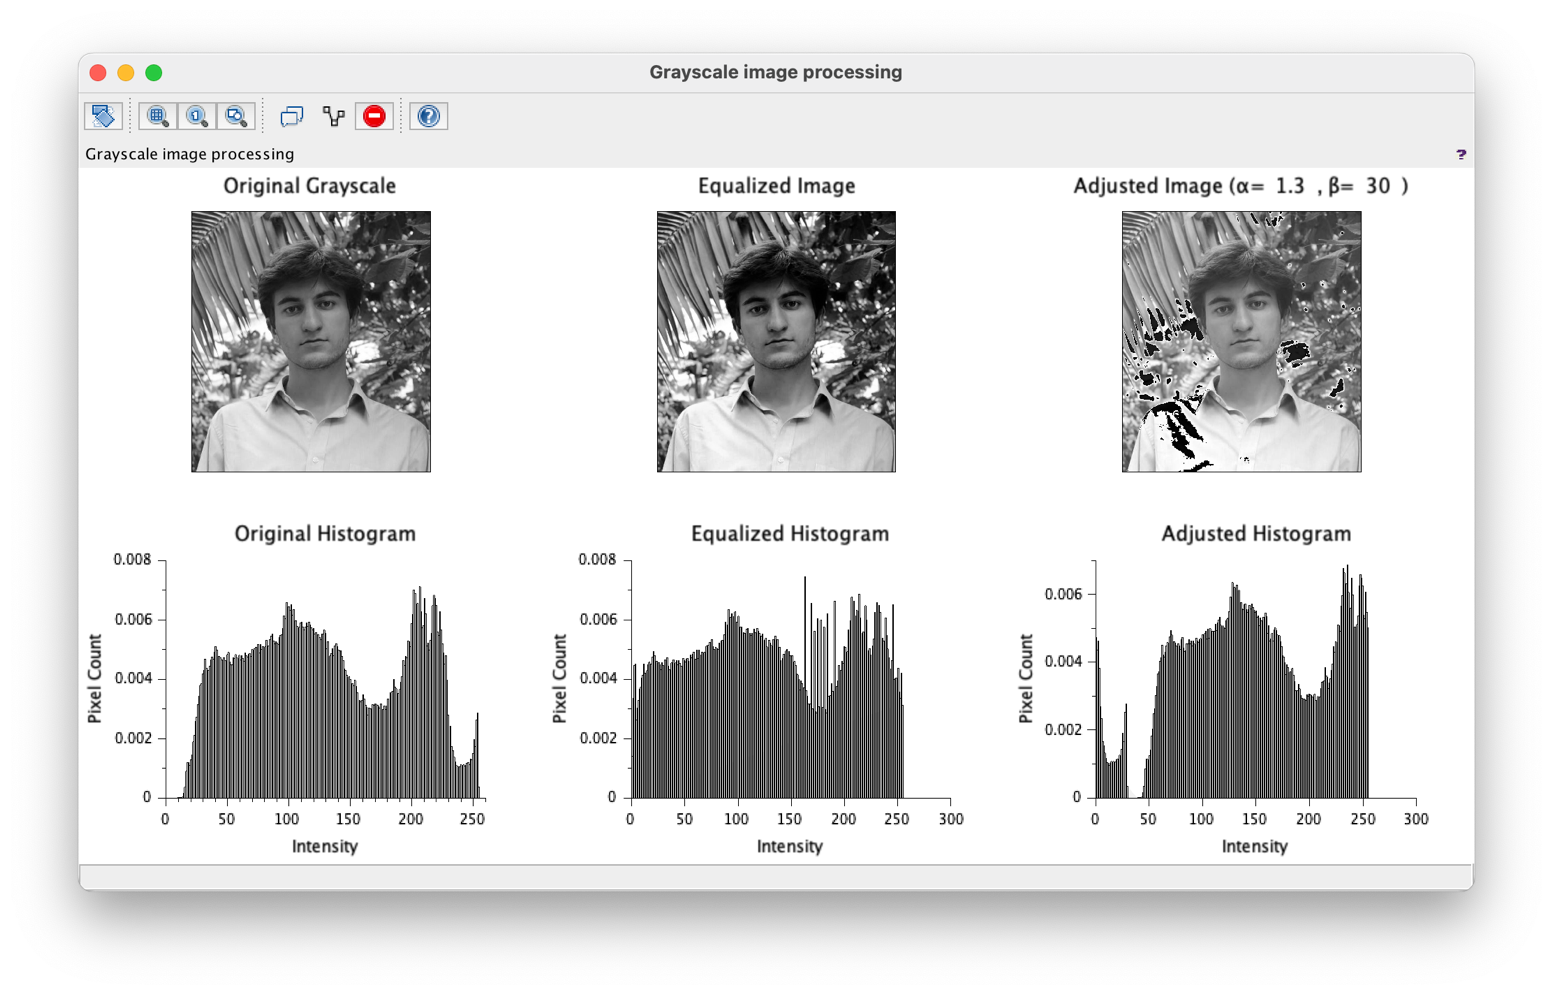 Grayscale image processing
Grayscale image processing ?
Original Grayscale
Equalized Image
Adjusted Image (α= 1.3 , β= 30 )
Original Histogram
Pixel Count
0.008
0.006
0.004
0.002
0
0 50 100 150 200 250
Intensity
Equalized Histogram
Pixel Count
0.008
0.006
0.004
0.002
0
0 50 100 150 200 250 300
Intensity
Adjusted Histogram
Pixel Count
0.006
0.004
0.002
0
0 50 100 150 200 250 300
Intensity